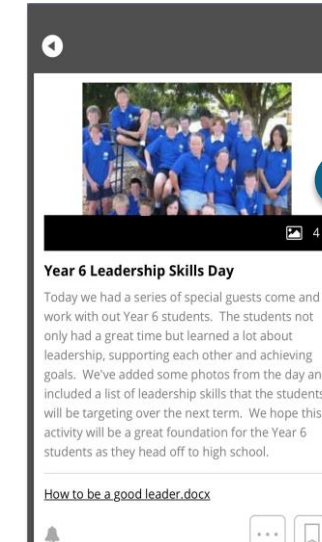 4
Year 6 Leadership Skills Day
Today we had a series of special guests come and
work with out Year 6 students. The students not
only had a great time but learned a lot about
leadership, supporting each other and achieving
goals. We've added some photos from the day an
included a list of leadership skills that the students
will be targeting over the next term. We hope this
activity will be a great foundation for the Year 6
students as they head off to high school.
How to be a good leader.docx